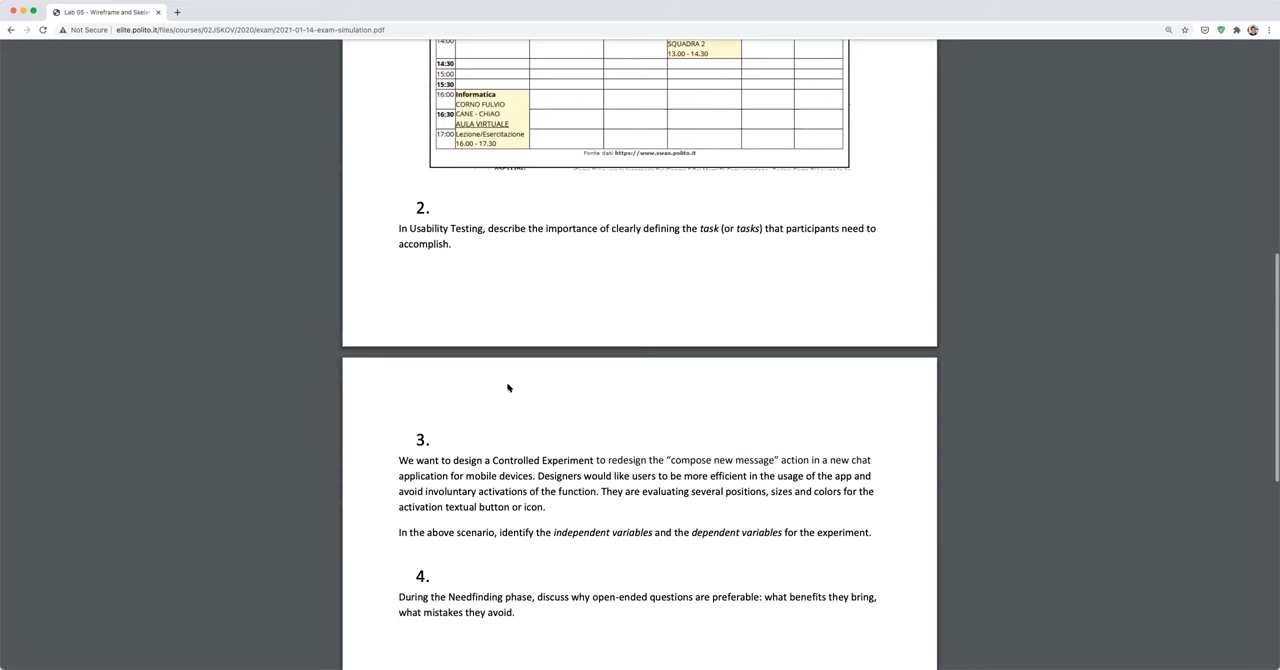 Lab 05 - Wireframe and Skele
Not Secure
elite.polito.it/files/courses/02JSKOV/2020/exam/2021-01-14-exam-simulation.pdf
14:00
SQUADRA 2
13.00 - 14.30
14:30
15:00
15:30
16:00 Informatica
CORNO FULVIO
16:30 CANE - CHIAO
AULA VIRTUALE
17:00 Lezione/Esercitazione
16.00 - 17.30
Fonte dati https://www.swas.polito.it
2.
In Usability Testing, describe the importance of clearly defining the task (or tasks) that participants need to
accomplish.
3.
We want to design a Controlled Experiment to redesign the “compose new message” action in a new chat
application for mobile devices. Designers would like users to be more efficient in the usage of the app and
avoid involuntary activations of the function. They are evaluating several positions, sizes and colors for the
activation textual button or icon.
In the above scenario, identify the independent variables and the dependent variables for the experiment.
4.
During the Needfinding phase, discuss why open-ended questions are preferable: what benefits they bring,
what mistakes they avoid.